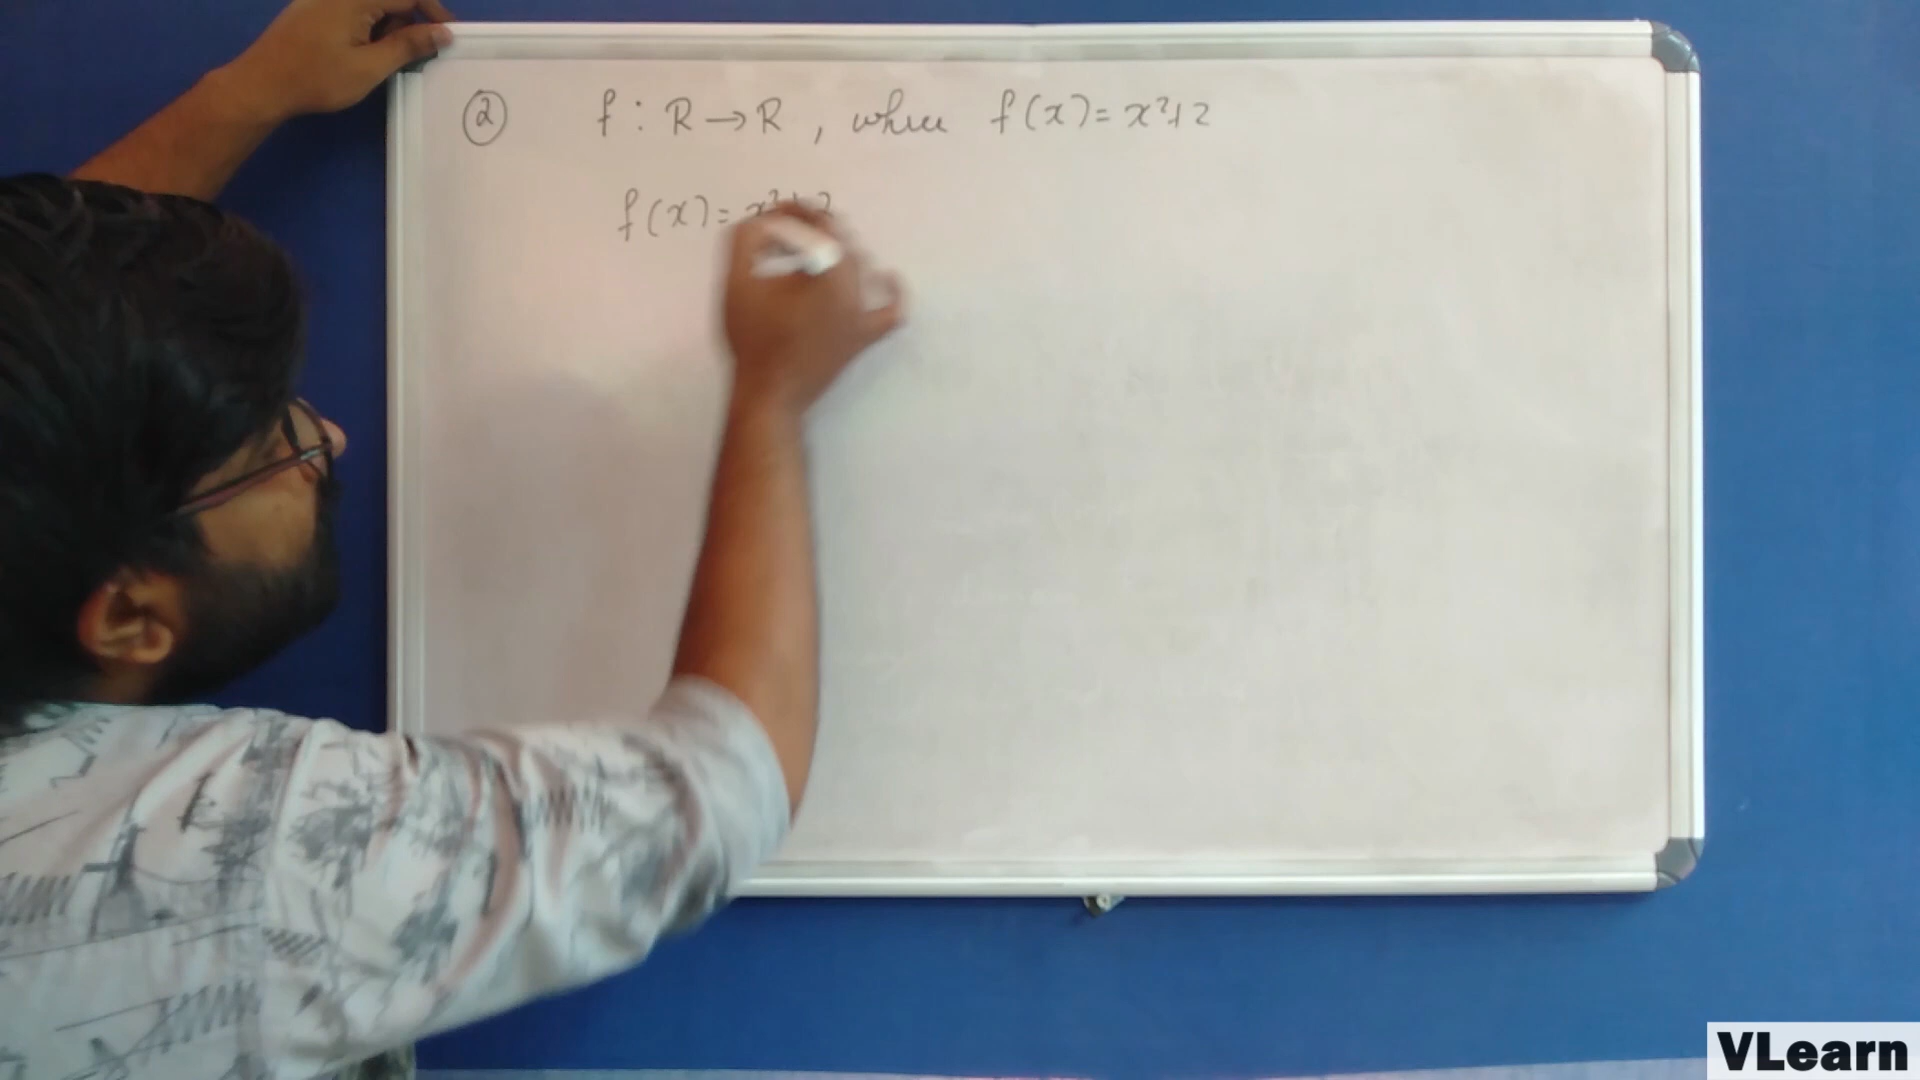 ② f : R → R , where f(x) = x²+2
f(x) = x²+2
VLearn